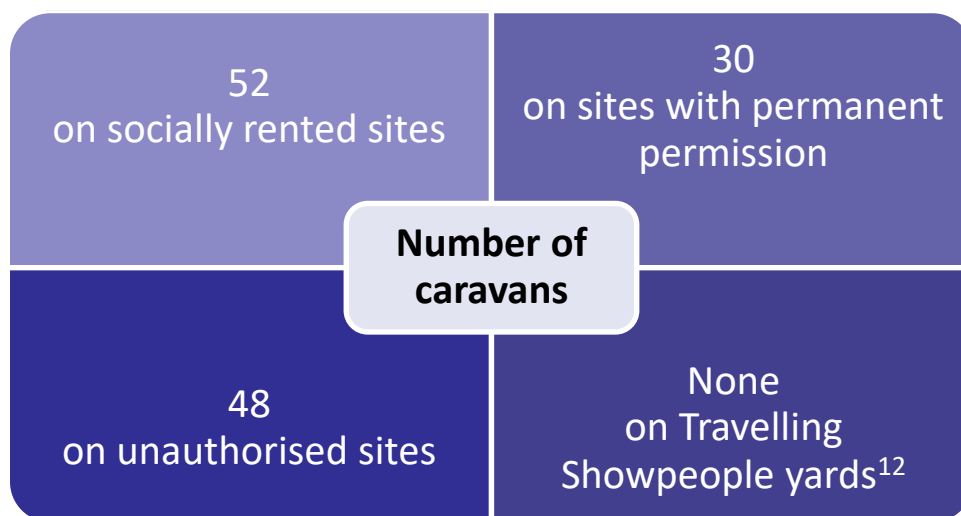 52
on socially rented sites
30
on sites with permanent
permission
Number of
caravans
48
on unauthorised sites
None
on Travelling
Showpeople yards12